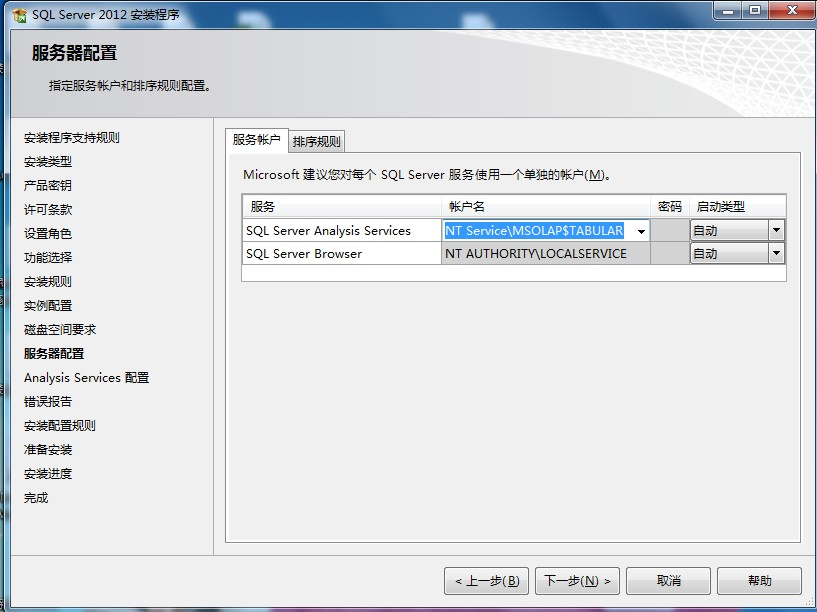 SQL Server 2012 安装程序
服务器配置
指定服务帐户和排序规则配置。
安装程序支持规则
安装类型
产品密钥
许可条款
设置角色
功能选择
安装规则
实例配置
磁盘空间要求
服务器配置
Analysis Services 配置
错误报告
安装配置规则
准备安装
安装进度
完成
服务帐户 排序规则
Microsoft 建议您对每个 SQL Server 服务使用一个单独的帐户(M)。
服务 帐户名 密码 启动类型
SQL Server Analysis Services NT Service\MSOLAP$TABULAR 自动
SQL Server Browser NT AUTHORITY\LOCALSERVICE 自动
< 上一步(B) 下一步(N) > 取消 帮助